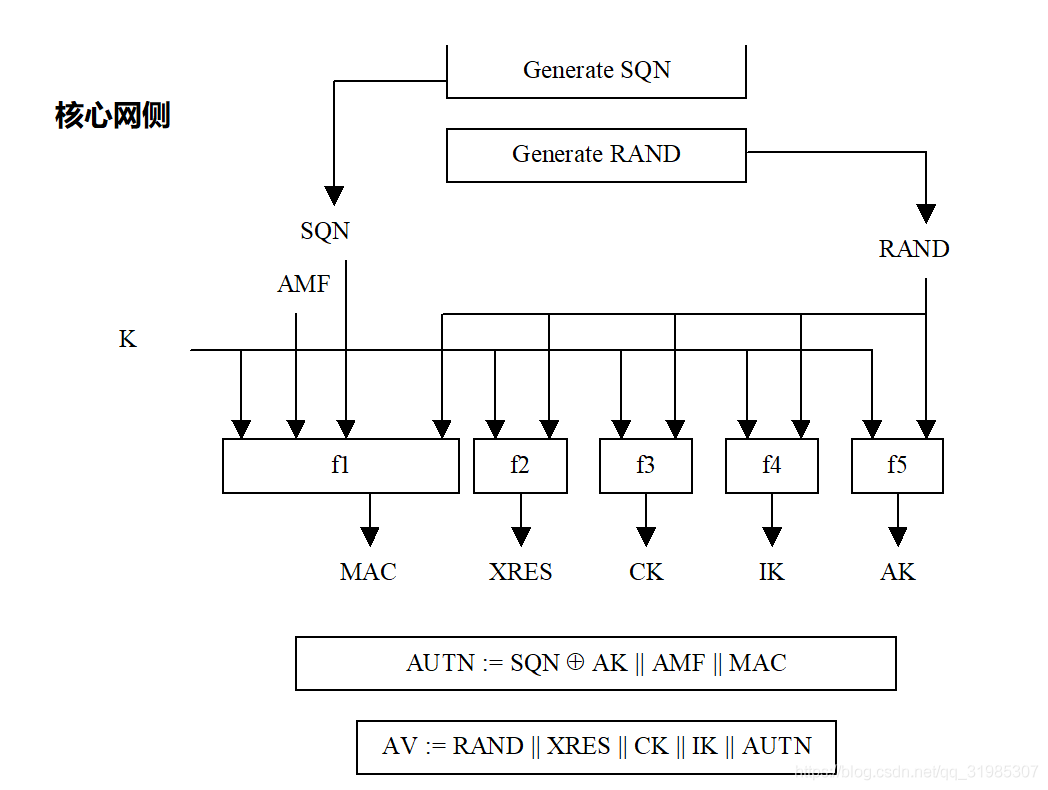 Generate SQN
核心网侧
Generate RAND
SQN
RAND
AMF
K
f1 f2 f3 f4 f5
MAC XRES CK IK AK
AUTN := SQN ⊕ AK || AMF || MAC
AV := RAND || XRES || CK || IK || AUTN
https://blog.csdn.net/qq_31985307